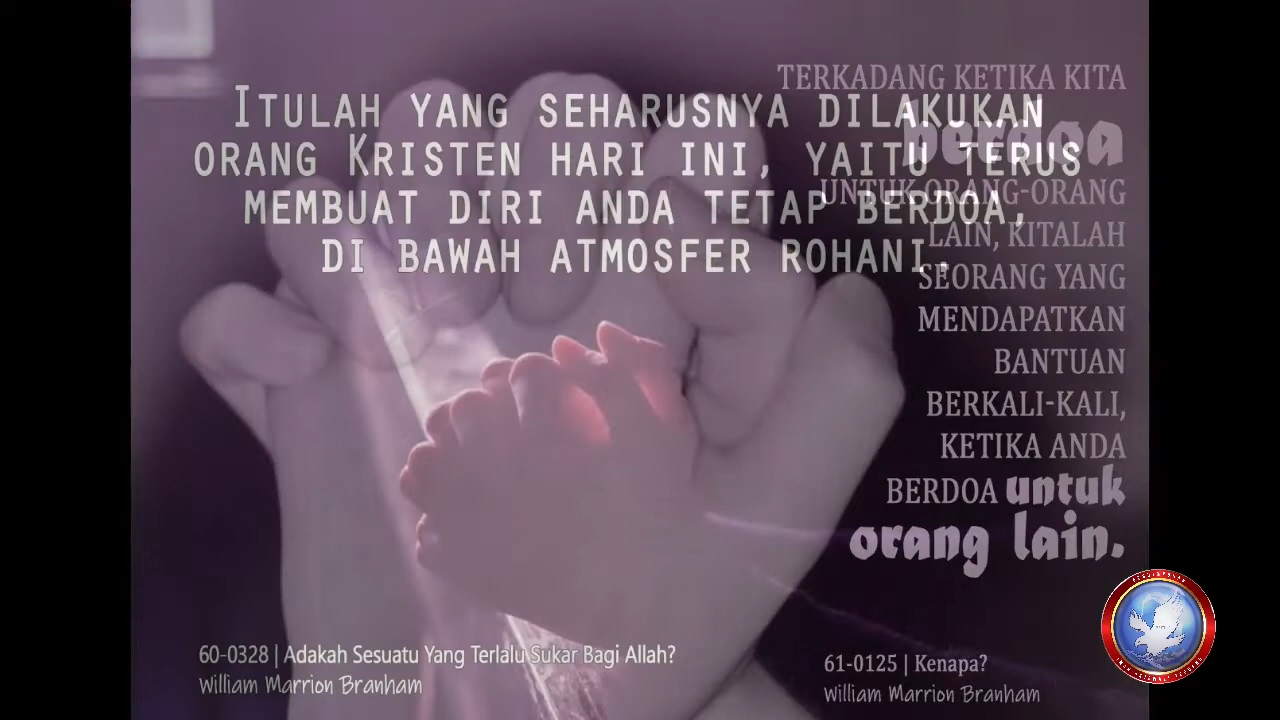 Itulah yang seharusnya dilakukan
orang Kristen hari ini, yaitu terus
membuat diri Anda tetap berdoa,
di bawah atmosfer rohani.
TERKADANG KETIKA KITA
berdoa
UNTUK ORANG-ORANG
LAIN, KITALAH
SEORANG YANG
MENDAPATKAN
BANTUAN
BERKALI-KALI,
KETIKA ANDA
BERDOA untuk
orang lain.
60-0328 | Adakah Sesuatu Yang Terlalu Sukar Bagi Allah?
William Marrion Branham
61-0125 | Kenapa?
William Marrion Branham